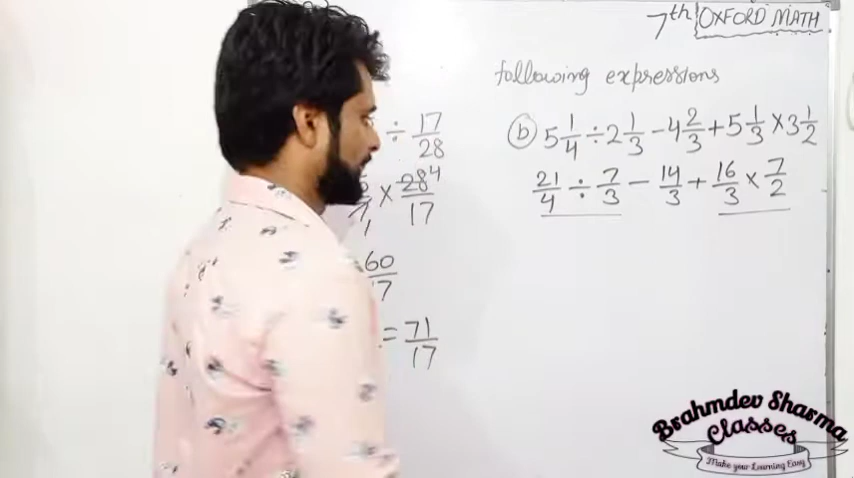 7th OXFORD MATH
following expressions
÷ 17/28
× 28 4/17
1
60/17
= 71/17
(b) 5 1/4 ÷ 2 1/3 - 4 2/3 + 5 1/3 × 3 1/2
21/4 ÷ 7/3 - 14/3 + 16/3 × 7/2
Brahmdev Sharma
Classes
Make your Learning Easy